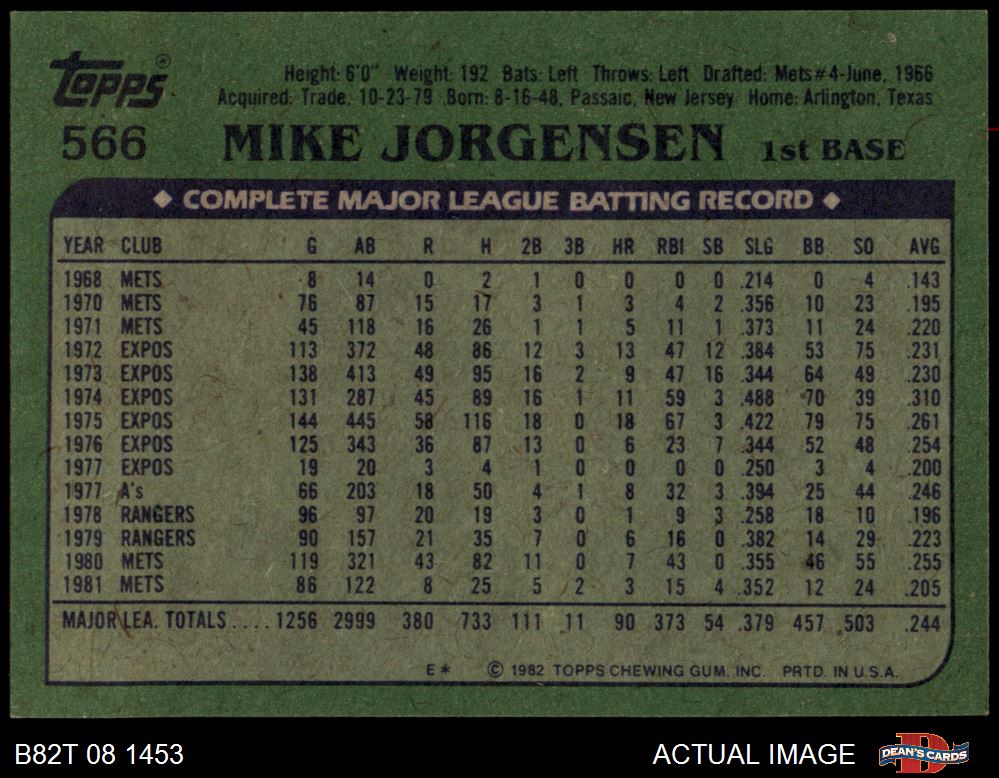 Topps®
Height: 6'0" Weight: 192 Bats: Left Throws: Left Drafted: Mets#4-June, 1966
Acquired: Trade, 10-23-79 Born: 8-16-48, Passaic, New Jersey Home: Arlington, Texas
566 MIKE JORGENSEN 1st BASE
◆ COMPLETE MAJOR LEAGUE BATTING RECORD ◆
YEAR CLUB G AB R H 2B 3B HR RBI SB SLG BB SO AVG
1968 METS 8 14 0 2 1 0 0 0 0 .214 0 4 .143
1970 METS 76 87 15 17 3 1 3 4 2 .356 10 23 .195
1971 METS 45 118 16 26 1 1 5 11 1 .373 11 24 .220
1972 EXPOS 113 372 48 86 12 3 13 47 12 .384 53 75 .231
1973 EXPOS 138 413 49 95 16 2 9 47 16 .344 64 49 .230
1974 EXPOS 131 287 45 89 16 1 11 59 3 .488 70 39 .310
1975 EXPOS 144 445 58 116 18 0 18 67 3 .422 79 75 .261
1976 EXPOS 125 343 36 87 13 0 6 23 7 .344 52 48 .254
1977 EXPOS 19 20 3 4 1 0 0 0 0 .250 3 4 .200
1977 A's 66 203 18 50 4 1 8 32 3 .394 25 44 .246
1978 RANGERS 96 97 20 19 3 0 1 9 3 .258 18 10 .196
1979 RANGERS 90 157 21 35 7 0 6 16 0 .382 14 29 .223
1980 METS 119 321 43 82 11 0 7 43 0 .355 46 55 .255
1981 METS 86 122 8 25 5 2 3 15 4 .352 12 24 .205
MAJOR LEA. TOTALS .... 1256 2999 380 733 111 11 90 373 54 .379 457 503 .244
E* © 1982 TOPPS CHEWING GUM, INC. PRTD. IN U.S.A.
B82T 08 1453 ACTUAL IMAGE DEAN'S CARDS